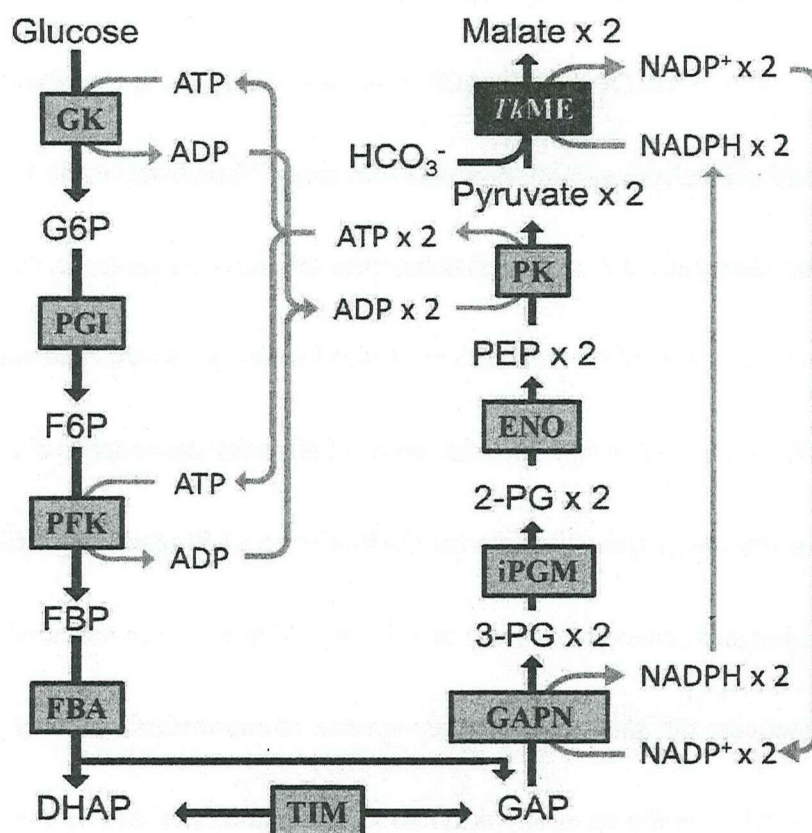 Glucose
ATP
GK
ADP
G6P
PGI
F6P
ATP
PFK
ADP
FBP
FBA
DHAP
TIM
GAP
Malate x 2
NADP⁺ x 2
TkME
NADPH x 2
HCO₃⁻
Pyruvate x 2
ATP x 2
PK
ADP x 2
PEP x 2
ENO
2-PG x 2
iPGM
3-PG x 2
NADPH x 2
GAPN
NADP⁺ x 2